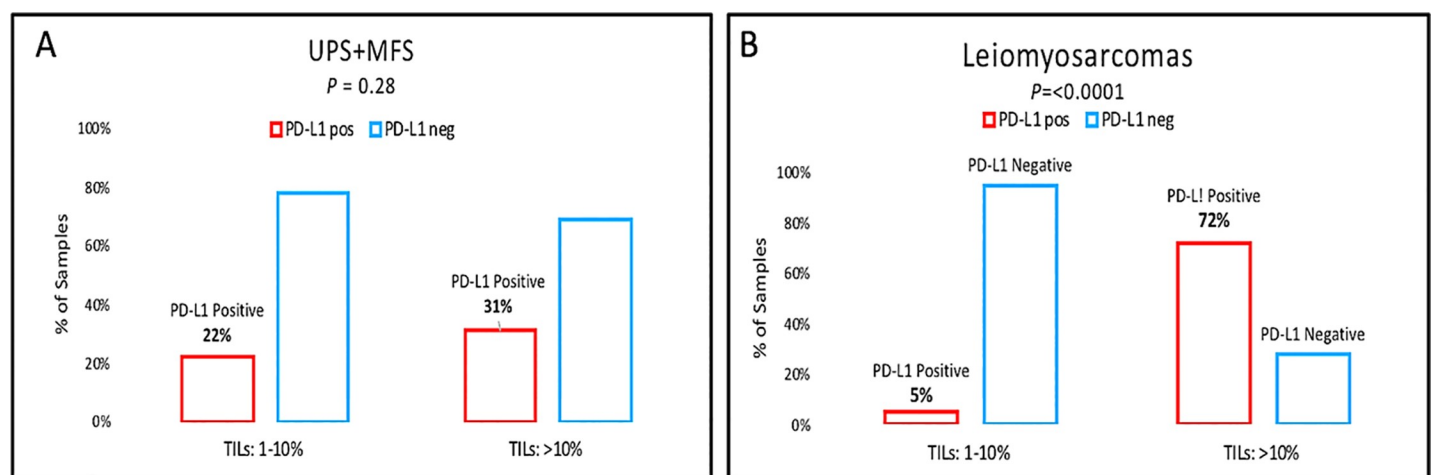 A
UPS+MFS
P = 0.28
PD-L1 pos PD-L1 neg
100%
80%
60%
40%
20%
0%
% of Samples
PD-L1 Positive
22%
PD-L1 Positive
31%
TILs: 1-10%
TILs: >10%
B
Leiomyosarcomas
P=<0.0001
PD-L1 pos PD-L1 neg
100%
80%
60%
40%
20%
0%
% of Samples
PD-L1 Positive
5%
PD-L1 Negative
PD-L! Positive
72%
PD-L1 Negative
TILs: 1-10%
TILs: >10%